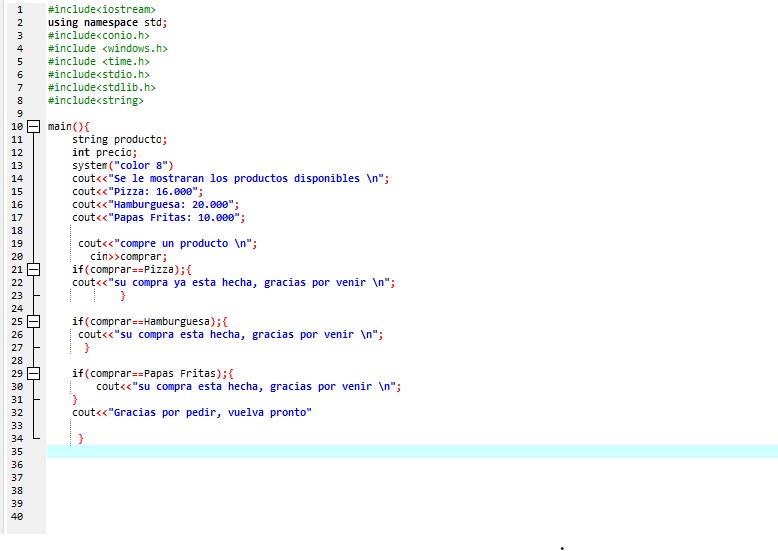 1 #include<iostream>
2 using namespace std;
3 #include<conio.h>
4 #include <windows.h>
5 #include <time.h>
6 #include<stdio.h>
7 #include<stdlib.h>
8 #include<string>
9
10 main(){
11 string producto;
12 int precio;
13 system("color 8")
14 cout<<"Se le mostraran los productos disponibles \n";
15 cout<<"Pizza: 16.000";
16 cout<<"Hamburguesa: 20.000";
17 cout<<"Papas Fritas: 10.000";
18
19 cout<<"compre un producto \n";
20 cin>>comprar;
21 if(comprar==Pizza);{
22 cout<<"su compra ya esta hecha, gracias por venir \n";
23 }
24
25 if(comprar==Hamburguesa);{
26 cout<<"su compra esta hecha, gracias por venir \n";
27 }
28
29 if(comprar==Papas Fritas);{
30 cout<<"su compra esta hecha, gracias por venir \n";
31 }
32 cout<<"Gracias por pedir, vuelva pronto"
33
34 }
35
36
37
38
39
40